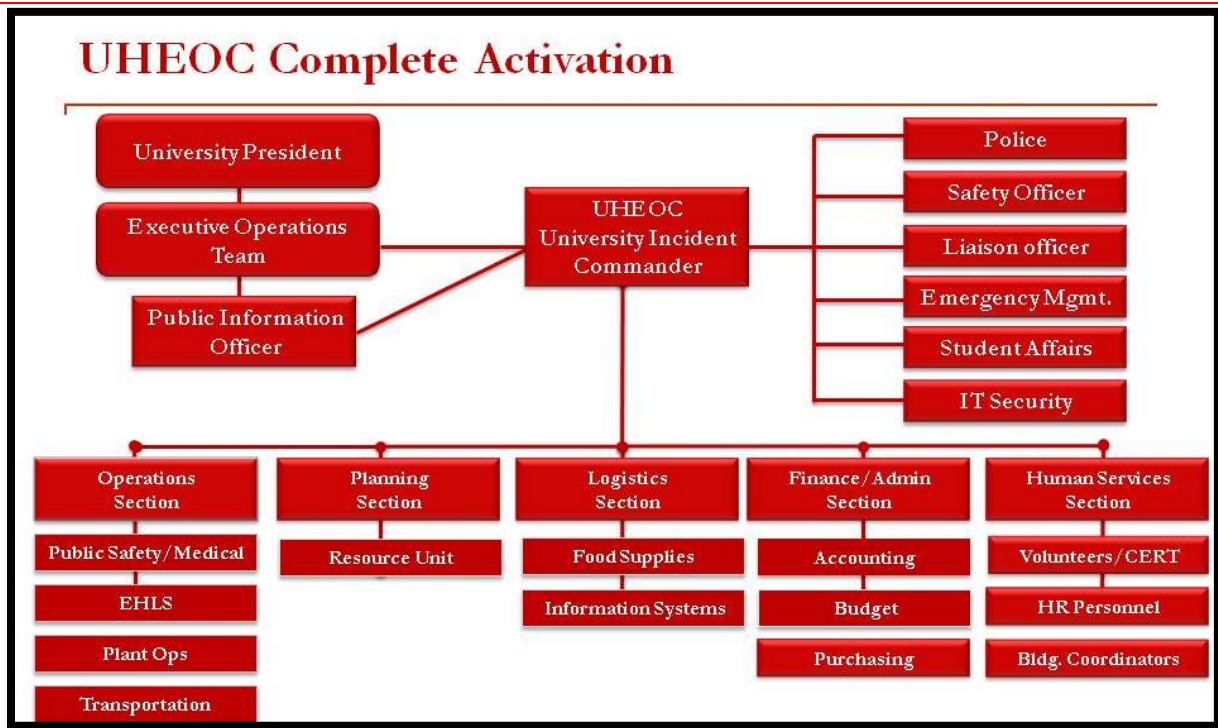 UHEOC Complete Activation
University President
Executive Operations
Team
Public Information
Officer
UHEOC
University Incident
Commander
Police
Safety Officer
Liaison officer
Emergency Mgmt.
Student Affairs
IT Security
Operations
Section
Public Safety/Medical
EHLS
Plant Ops
Transportation
Planning
Section
Resource Unit
Logistics
Section
Food Supplies
Information Systems
Finance/Admin
Section
Accounting
Budget
Purchasing
Human Services
Section
Volunteers/CERT
HR Personnel
Bldg. Coordinators